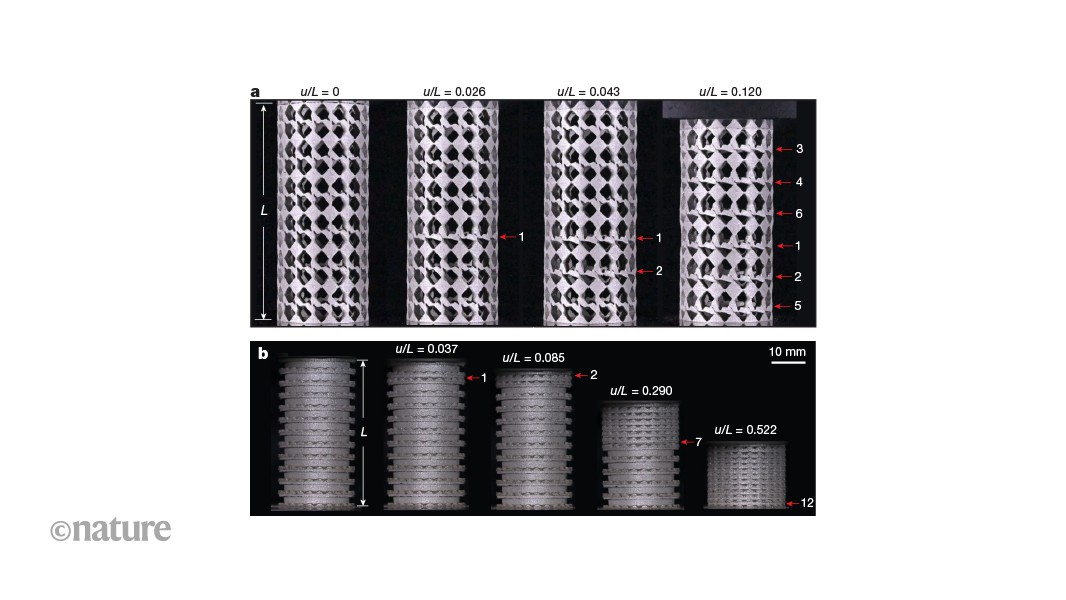 a
u/L = 0
u/L = 0.026
u/L = 0.043
u/L = 0.120
L
1
1
2
3
4
6
1
2
5
b
u/L = 0.037
u/L = 0.085
u/L = 0.290
u/L = 0.522
10 mm
L
1
2
7
12
©nature